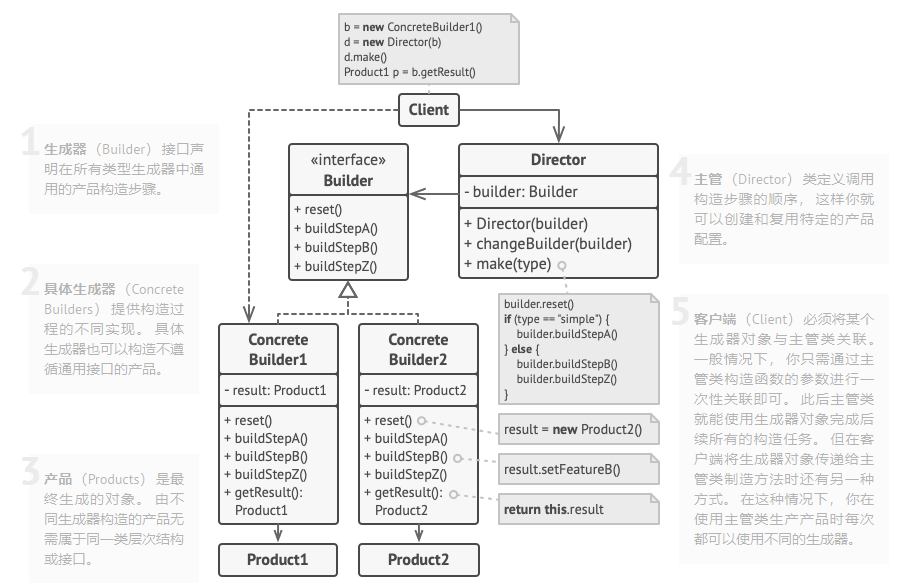 b = new ConcreteBuilder1()
d = new Director(b)
d.make()
Product1 p = b.getResult()
Client
1
生成器（Builder）接口声
明在所有类型生成器中通
用的产品构造步骤。
«interface»
Builder
+ reset()
+ buildStepA()
+ buildStepB()
+ buildStepZ()
Director
- builder: Builder
+ Director(builder)
+ changeBuilder(builder)
+ make(type)
4
主管（Director）类定义调用
构造步骤的顺序， 这样你就
可以创建和复用特定的产品
配置。
2
具体生成器（Concrete
Builders） 提供构造过
程的不同实现。 具体
生成器也可以构造不遵
循通用接口的产品。
Concrete
Builder1
- result: Product1
+ reset()
+ buildStepA()
+ buildStepB()
+ buildStepZ()
+ getResult():
Product1
Concrete
Builder2
- result: Product2
+ reset()
+ buildStepA()
+ buildStepB()
+ buildStepZ()
+ getResult():
Product2
builder.reset()
if (type == "simple") {
builder.buildStepA()
} else {
builder.buildStepB()
builder.buildStepZ()
}
result = new Product2()
result.setFeatureB()
return this.result
5
客户端（Client）必须将某个
生成器对象与主管类关联。
一般情况下， 你只需通过主
管类构造函数的参数进行一
次性关联即可。 此后主管类
就能使用生成器对象完成后
续所有的构造任务。 但在客
户端将生成器对象传递给主
管类制造方法时还有另一种
方式。 在这种情况下， 你在
使用主管类生产产品时每次
都可以使用不同的生成器。
3
产品（Products）是最
终生成的对象。 由不
同生成器构造的产品无
需属于同一类层次结构
或接口。
Product1
Product2